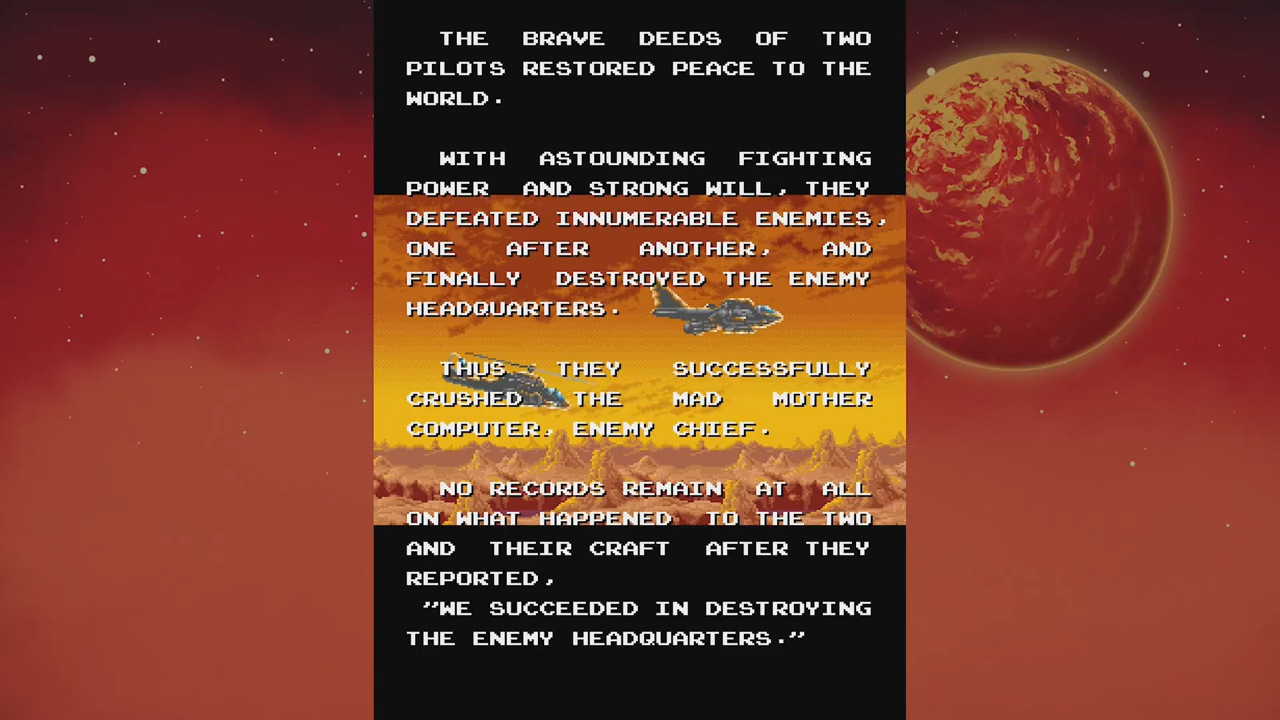 THE BRAVE DEEDS OF TWO
PILOTS RESTORED PEACE TO THE
WORLD.
WITH ASTOUNDING FIGHTING
POWER AND STRONG WILL, THEY
DEFEATED INNUMERABLE ENEMIES,
ONE AFTER ANOTHER, AND
FINALLY DESTROYED THE ENEMY
HEADQUARTERS.
THUS, THEY SUCCESSFULLY
CRUSHED THE MAD MOTHER
COMPUTER, ENEMY CHIEF.
NO RECORDS REMAIN AT ALL
ON WHAT HAPPENED TO THE TWO
AND THEIR CRAFT AFTER THEY
REPORTED,
"WE SUCCEEDED IN DESTROYING
THE ENEMY HEADQUARTERS."